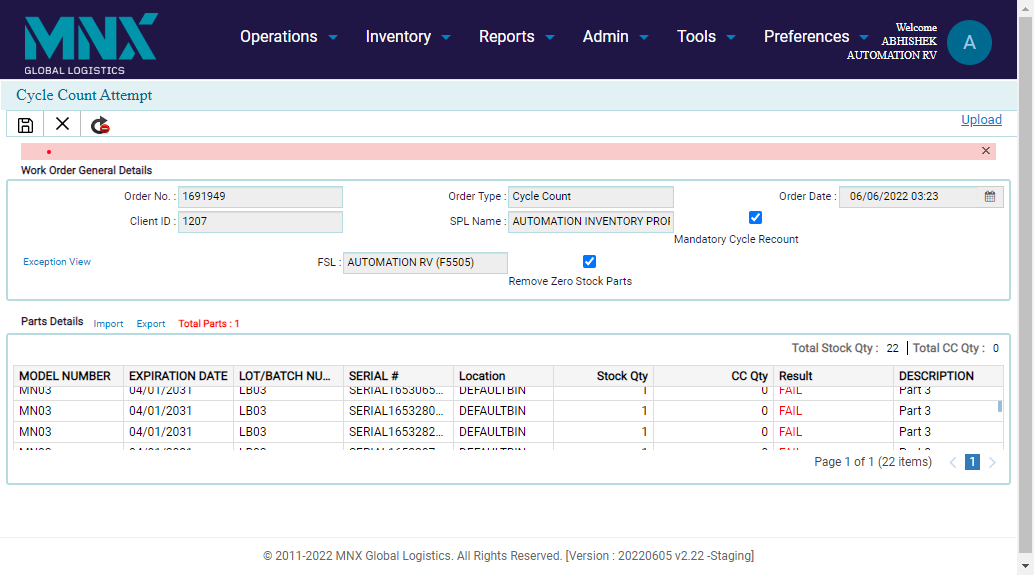 MNX
GLOBAL LOGISTICS
Operations Inventory Reports Admin Tools Preferences
Welcome
ABHISHEK
AUTOMATION RV
A
Cycle Count Attempt
Upload
Work Order General Details
Order No. : 1691949 Order Type : Cycle Count Order Date : 06/06/2022 03:23
Client ID : 1207 SPL Name : AUTOMATION INVENTORY
Mandatory Cycle Recount
Exception View FSL : AUTOMATION RV (F5505)
Remove Zero Stock Parts
Parts Details Import Export Total Parts : 1
Total Stock Qty : 22 Total CC Qty : 0
MODEL NUMBER EXPIRATION DATE LOT/BATCH NU... SERIAL # Location Stock Qty CC Qty Result DESCRIPTION
MN03 04/01/2031 LB03 SERIAL1653065... DEFAULTBIN 1 0 FAIL Part 3
MN03 04/01/2031 LB03 SERIAL1653280... DEFAULTBIN 1 0 FAIL Part 3
MN03 04/01/2031 LB03 SERIAL1653282... DEFAULTBIN 1 0 FAIL Part 3
Page 1 of 1 (22 items) 1
© 2011-2022 MNX Global Logistics. All Rights Reserved. [Version : 20220605 v2.22 -Staging]